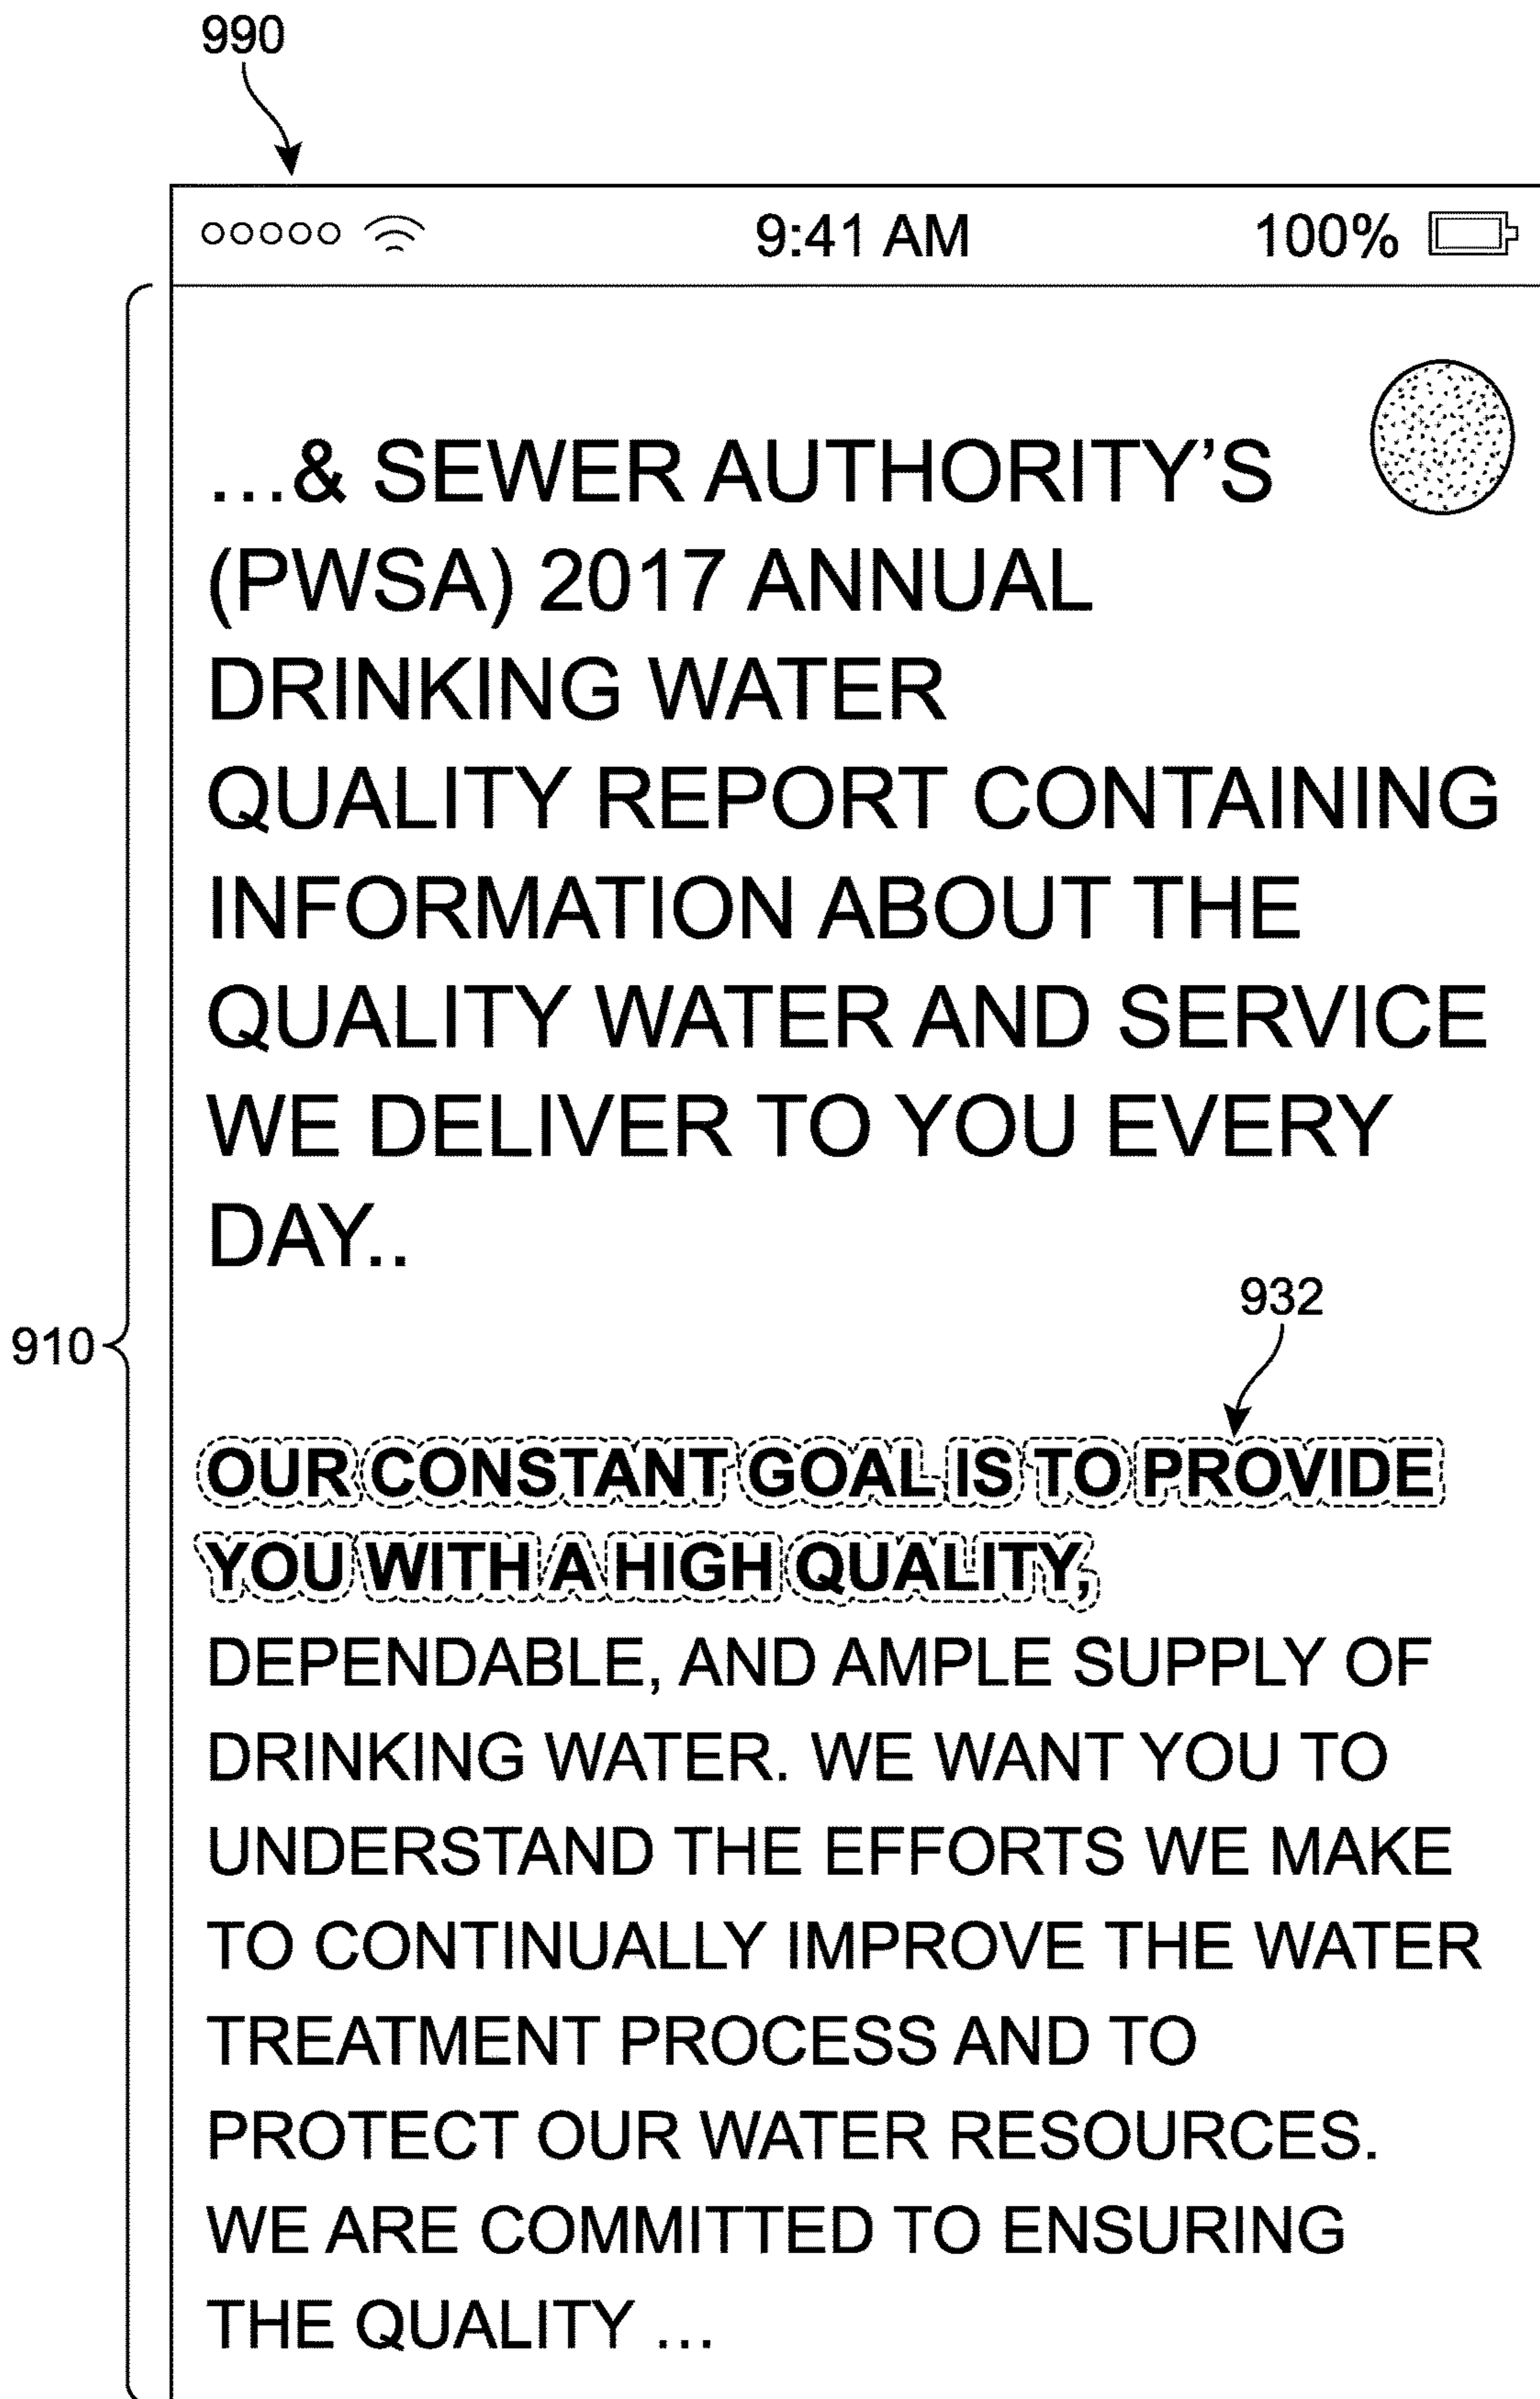 990
9:41 AM 100%
...& SEWER AUTHORITY'S
(PWSA) 2017 ANNUAL
DRINKING WATER
QUALITY REPORT CONTAINING
INFORMATION ABOUT THE
QUALITY WATER AND SERVICE
WE DELIVER TO YOU EVERY
DAY..
932
910
OUR CONSTANT GOAL IS TO PROVIDE
YOU WITH A HIGH QUALITY,
DEPENDABLE, AND AMPLE SUPPLY OF
DRINKING WATER. WE WANT YOU TO
UNDERSTAND THE EFFORTS WE MAKE
TO CONTINUALLY IMPROVE THE WATER
TREATMENT PROCESS AND TO
PROTECT OUR WATER RESOURCES.
WE ARE COMMITTED TO ENSURING
THE QUALITY ...